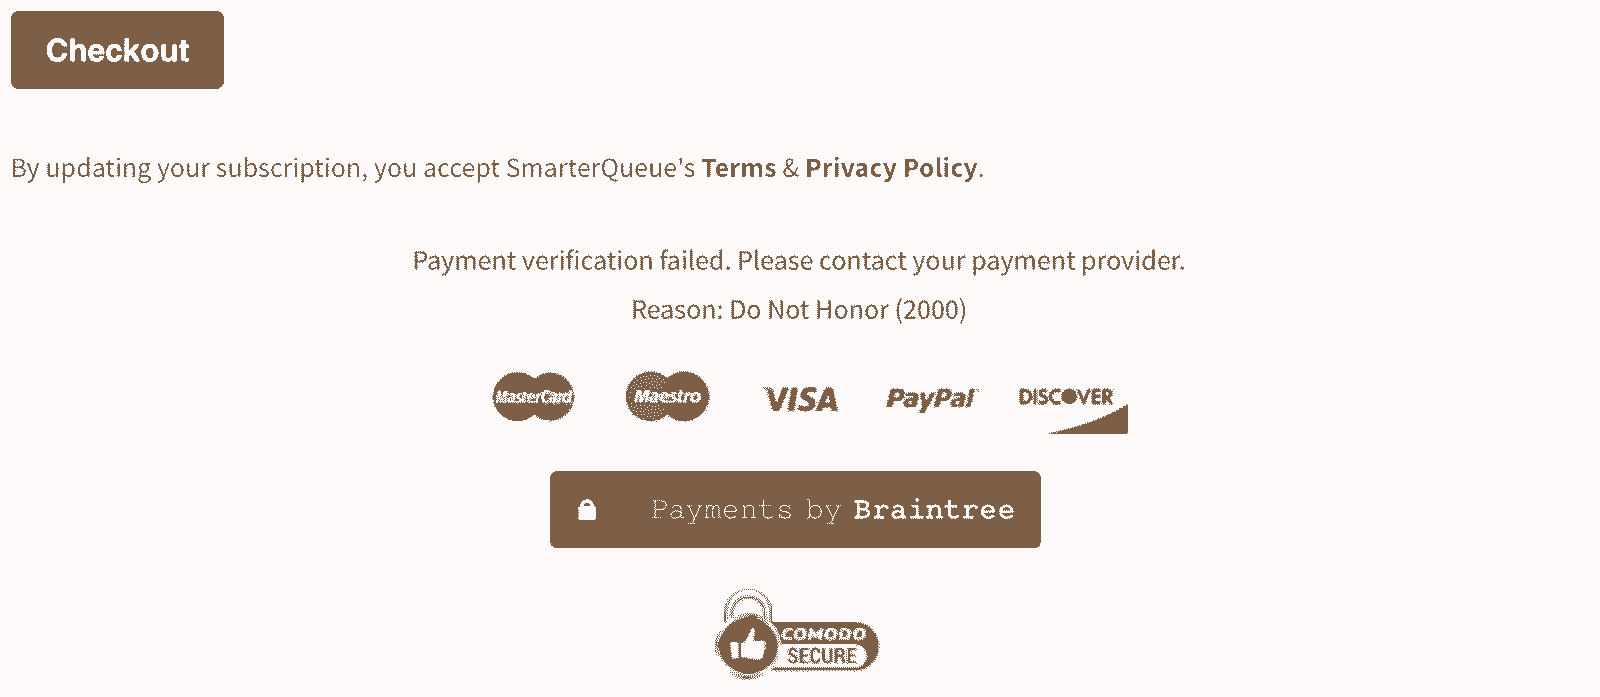 Checkout
By updating your subscription, you accept SmarterQueue's Terms & Privacy Policy.
Payment verification failed. Please contact your payment provider.
Reason: Do Not Honor (2000)
MasterCard Maestro VISA PayPal DISCOVER
Payments by Braintree
COMODO
SECURE